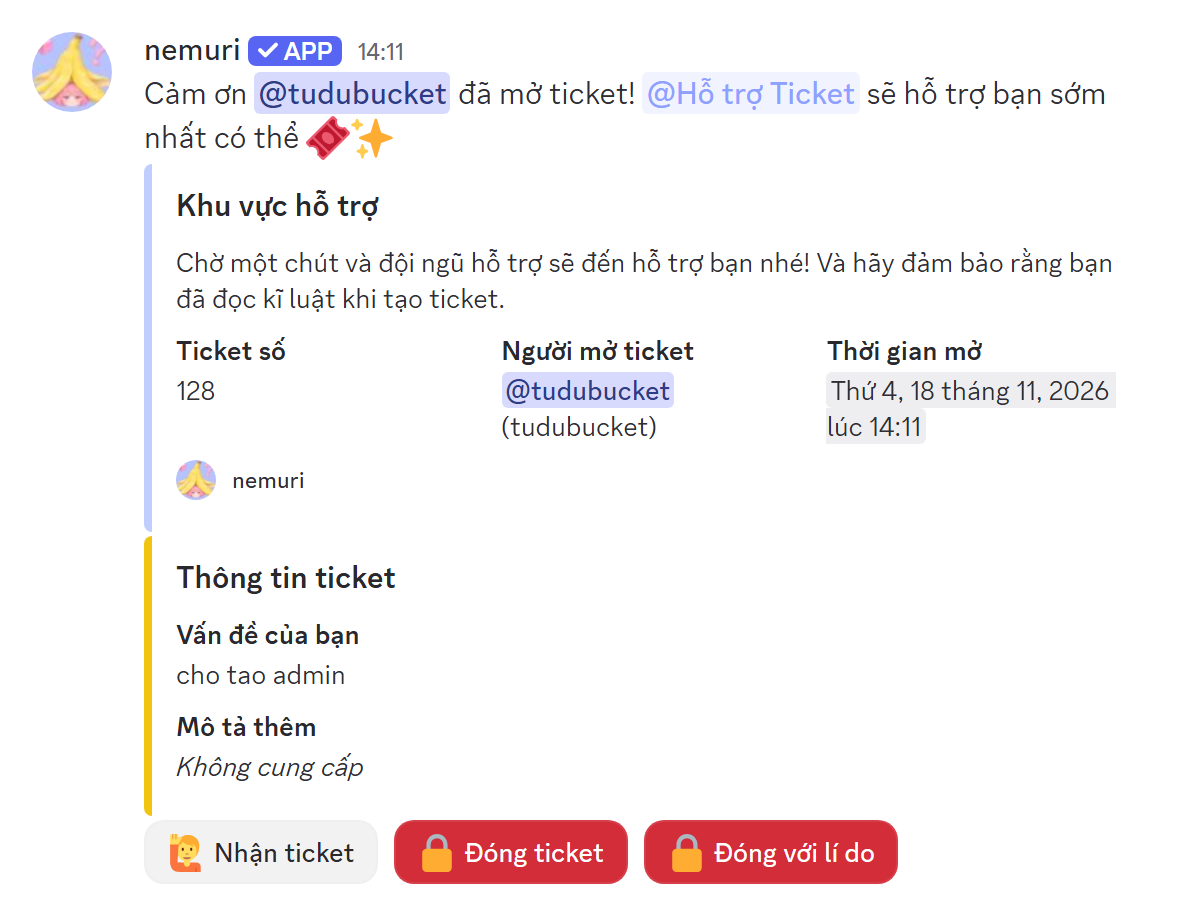 nemuri APP 14:11
Cảm ơn @tudubucket đã mở ticket! @Hỗ trợ Ticket sẽ hỗ trợ bạn sớm
nhất có thể
Khu vực hỗ trợ
Chờ một chút và đội ngũ hỗ trợ sẽ đến hỗ trợ bạn nhé! Và hãy đảm bảo rằng bạn
đã đọc kĩ luật khi tạo ticket.
Ticket số Người mở ticket Thời gian mở
128 @tudubucket Thứ 4, 18 tháng 11, 2026
(tudubucket) lúc 14:11
nemuri
Thông tin ticket
Vấn đề của bạn
cho tao admin
Mô tả thêm
Không cung cấp
Nhận ticket Đóng ticket Đóng với lí do